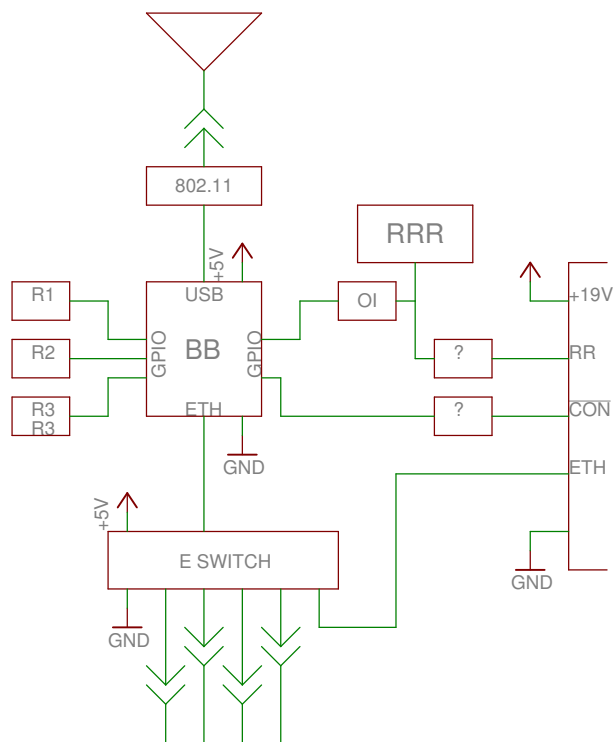 802.11
RRR
+5V
R1
USB
OI
+19V
GPIO
BB
GPIO
R2
?
RR
R3
R3
ETH
?
CON
GND
ETH
+5V
E SWITCH
GND
GND